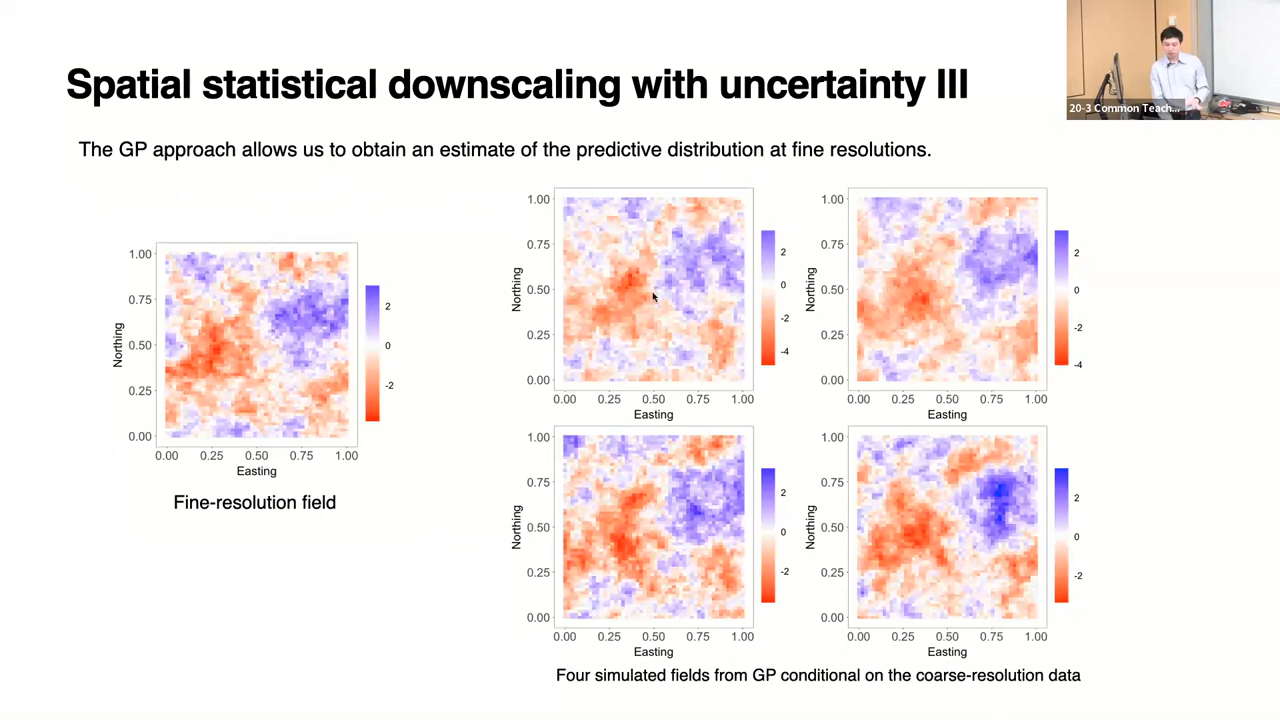 Spatial statistical downscaling with uncertainty III
20-3 Common Teach...
The GP approach allows us to obtain an estimate of the predictive distribution at fine resolutions.
1.00
0.75
0.50
0.25
0.00
Northing
0.00 0.25 0.50 0.75 1.00
Easting
2
0
-2
Fine-resolution field
1.00
0.75
0.50
0.25
0.00
Northing
0.00 0.25 0.50 0.75 1.00
Easting
2
0
-2
-4
1.00
0.75
0.50
0.25
0.00
Northing
0.00 0.25 0.50 0.75 1.00
Easting
2
0
-2
-4
1.00
0.75
0.50
0.25
0.00
Northing
0.00 0.25 0.50 0.75 1.00
Easting
2
0
-2
1.00
0.75
0.50
0.25
0.00
Northing
0.00 0.25 0.50 0.75 1.00
Easting
2
0
-2
Four simulated fields from GP conditional on the coarse-resolution data